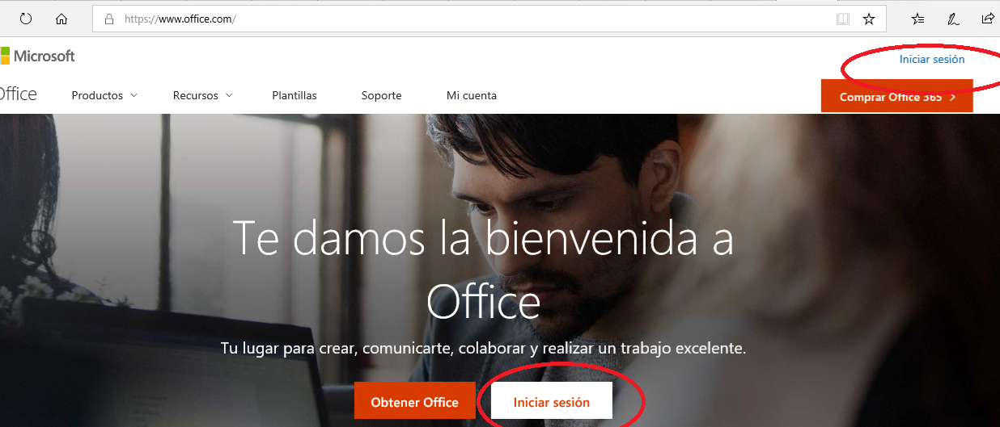 https://www.office.com/
Microsoft
Iniciar sesión
Office
Productos
Recursos
Plantillas
Soporte
Mi cuenta
Comprar Office 365
Te damos la bienvenida a
Office
Tu lugar para crear, comunicarte, colaborar y realizar un trabajo excelente.
Obtener Office
Iniciar sesión